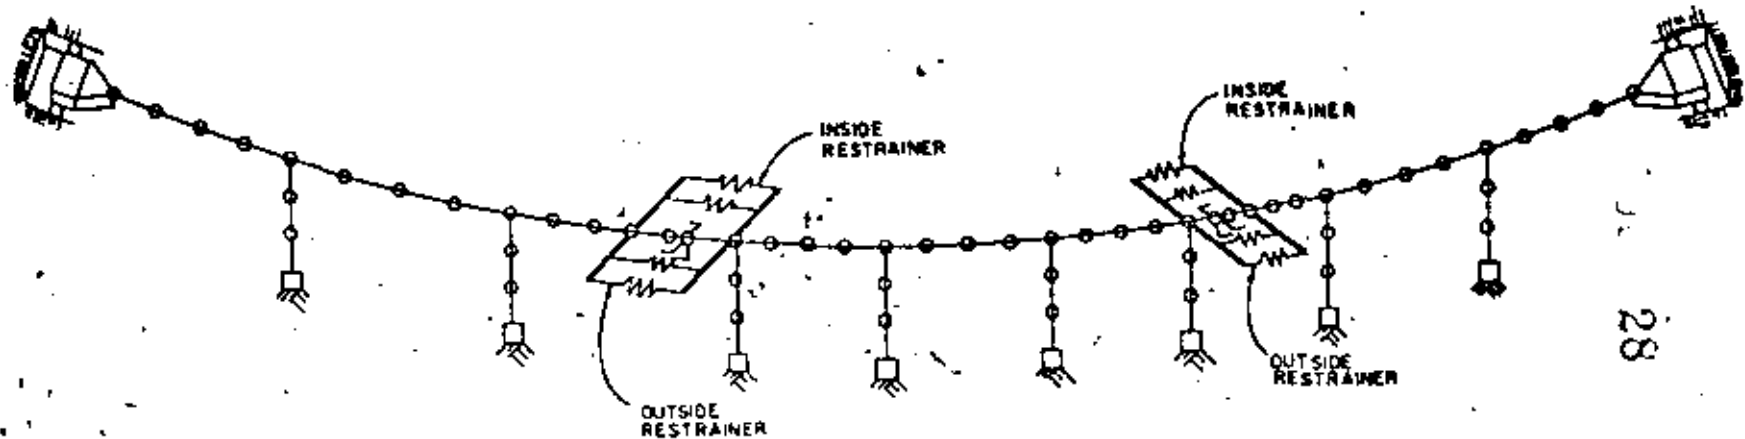 INSIDE
RESTRAINER
INSIDE
RESTRAINER
OUTSIDE
RESTRAINER
OUTSIDE
RESTRAINER
28